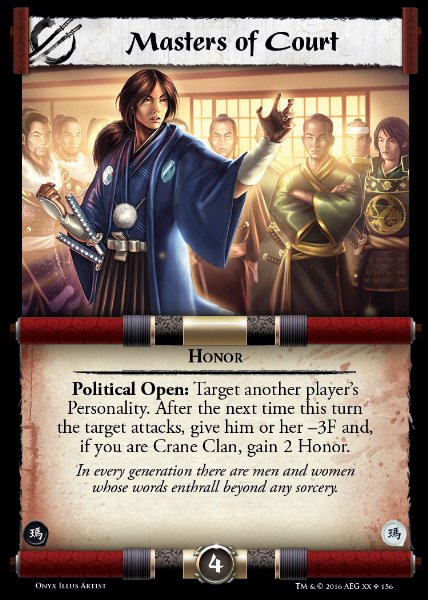 Masters of Court
Honor
Political Open: Target another player's
Personality. After the next time this turn
the target attacks, give him or her –3F and,
if you are Crane Clan, gain 2 Honor.
In every generation there are men and women
whose words enthrall beyond any sorcery.
瑪
瑪
4
Onyx Illus Artist
TM & © 2016 AEG XX ❖ 156